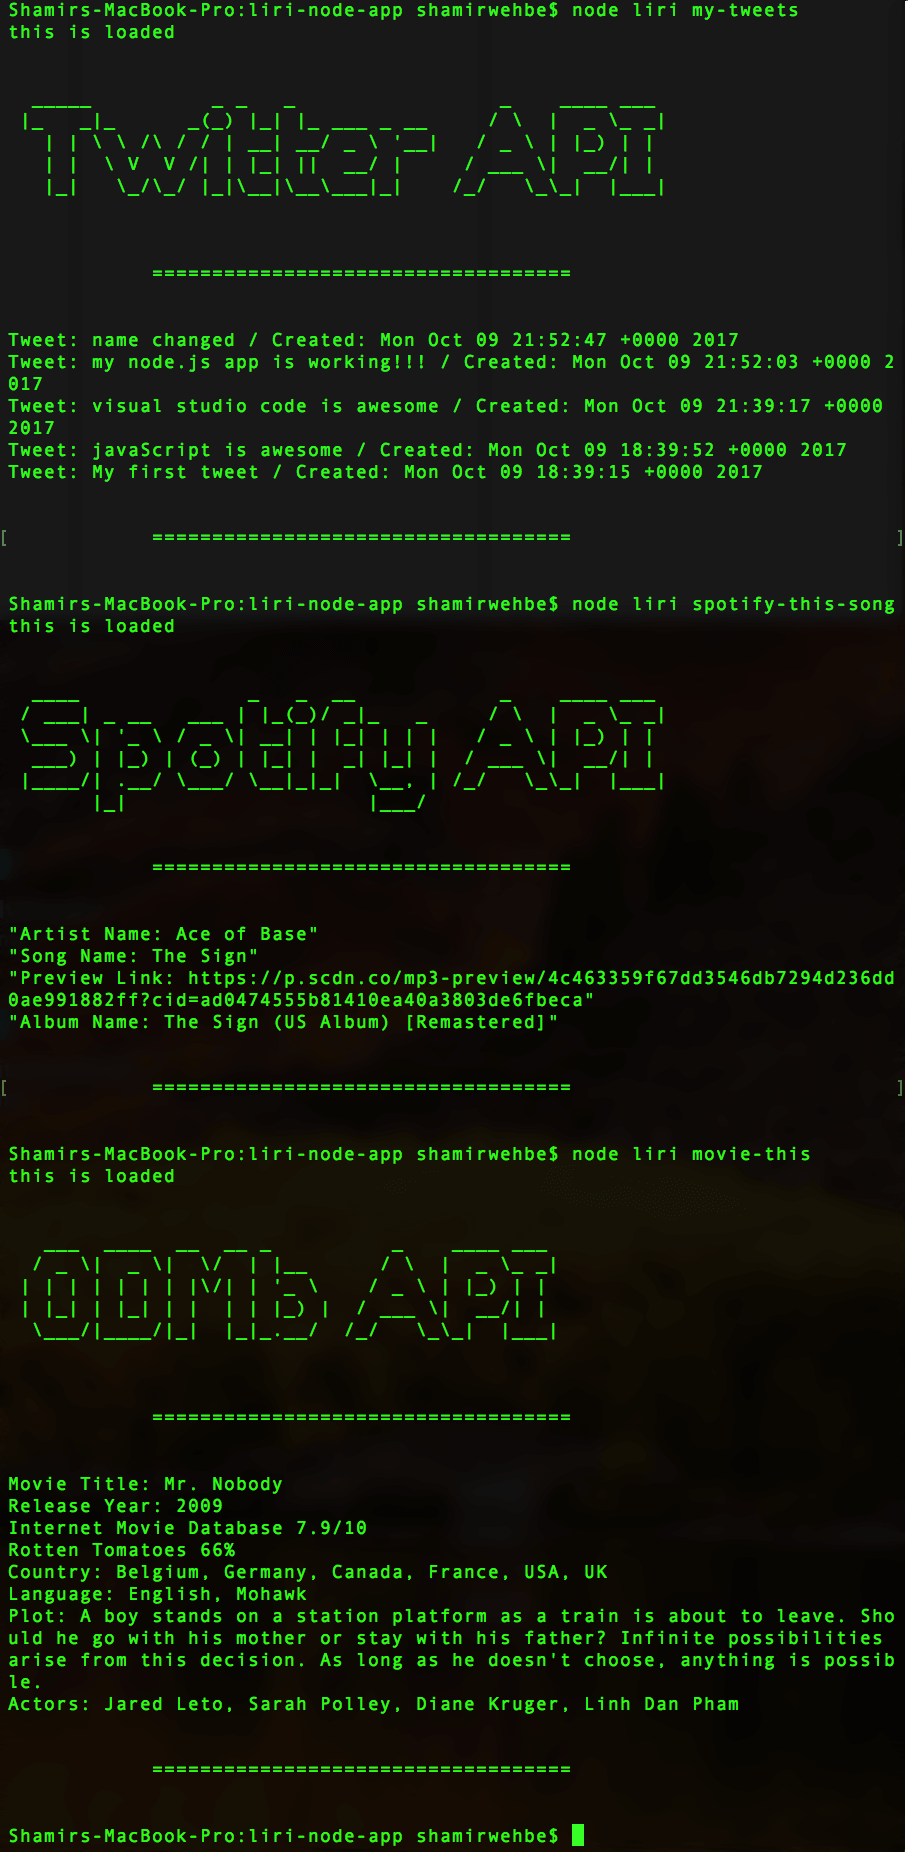 Shamirs-MacBook-Pro:liri-node-app shamirwehbe$ node liri my-tweets
this is loaded
Twitter API
===================================
Tweet: name changed / Created: Mon Oct 09 21:52:47 +0000 2017
Tweet: my node.js app is working!!! / Created: Mon Oct 09 21:52:03 +0000 2
017
Tweet: visual studio code is awesome / Created: Mon Oct 09 21:39:17 +0000
2017
Tweet: javaScript is awesome / Created: Mon Oct 09 18:39:52 +0000 2017
Tweet: My first tweet / Created: Mon Oct 09 18:39:15 +0000 2017
[ =================================== ]
Shamirs-MacBook-Pro:liri-node-app shamirwehbe$ node liri spotify-this-song
this is loaded
Spotify API
===================================
"Artist Name: Ace of Base"
"Song Name: The Sign"
"Preview Link: https://p.scdn.co/mp3-preview/4c463359f67dd3546db7294d236dd
0ae991882ff?cid=ad0474555b81410ea40a3803de6fbeca"
"Album Name: The Sign (US Album) [Remastered]"
[ =================================== ]
Shamirs-MacBook-Pro:liri-node-app shamirwehbe$ node liri movie-this
this is loaded
ODMb API
===================================
Movie Title: Mr. Nobody
Release Year: 2009
Internet Movie Database 7.9/10
Rotten Tomatoes 66%
Country: Belgium, Germany, Canada, France, USA, UK
Language: English, Mohawk
Plot: A boy stands on a station platform as a train is about to leave. Sho
uld he go with his mother or stay with his father? Infinite possibilities
arise from this decision. As long as he doesn't choose, anything is possib
le.
Actors: Jared Leto, Sarah Polley, Diane Kruger, Linh Dan Pham
===================================
Shamirs-MacBook-Pro:liri-node-app shamirwehbe$